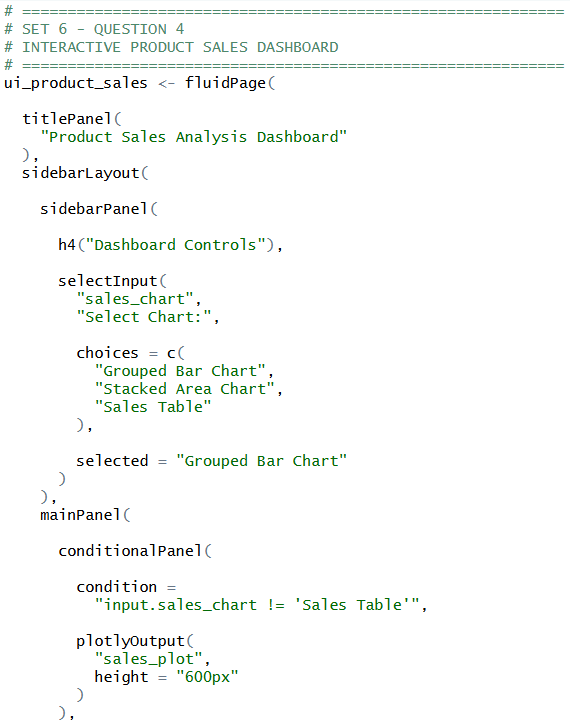 # ============================================================
# SET 6 - QUESTION 4
# INTERACTIVE PRODUCT SALES DASHBOARD
# ============================================================
ui_product_sales <- fluidPage(
titlePanel(
"Product Sales Analysis Dashboard"
),
sidebarLayout(
sidebarPanel(
h4("Dashboard Controls"),
selectInput(
"sales_chart",
"Select Chart:",
choices = c(
"Grouped Bar Chart",
"Stacked Area Chart",
"Sales Table"
),
selected = "Grouped Bar Chart"
)
),
mainPanel(
conditionalPanel(
condition =
"input.sales_chart != 'Sales Table'",
plotlyOutput(
"sales_plot",
height = "600px"
)
),